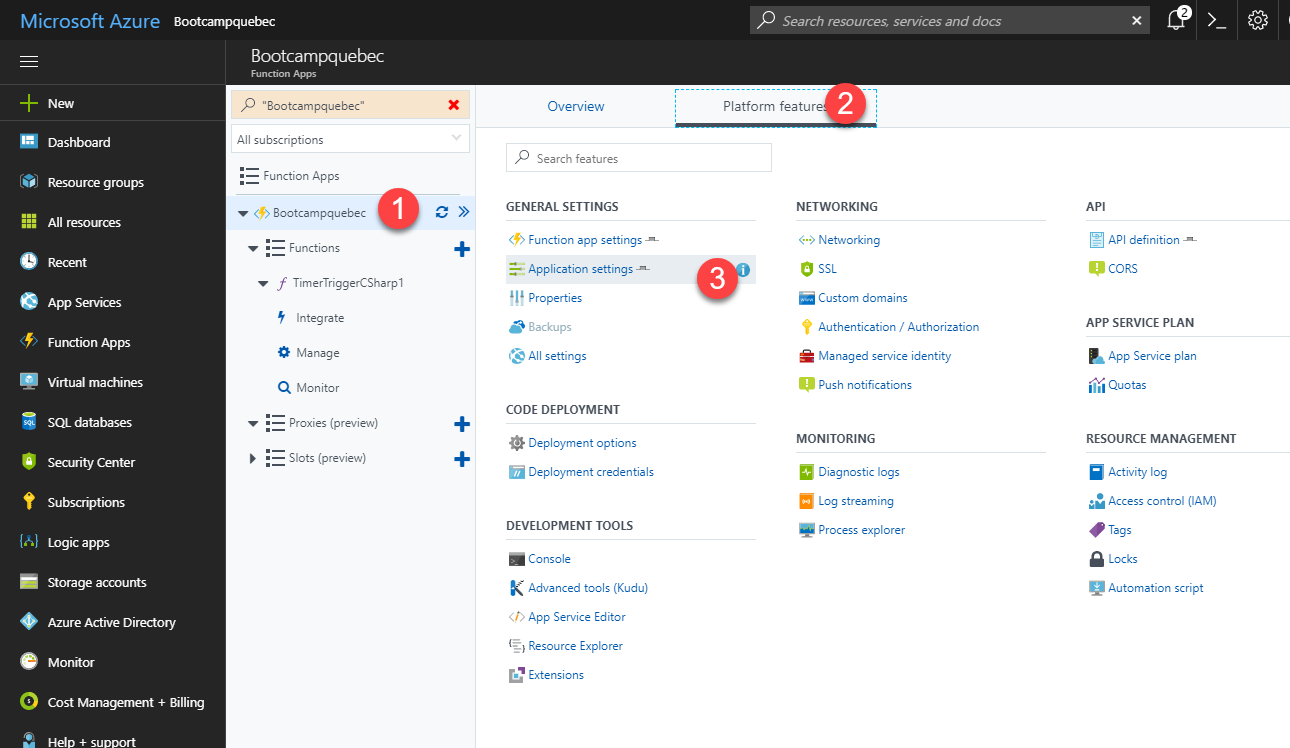 Microsoft Azure Bootcampquebec
Search resources, services and docs
2
Bootcampquebec
Function Apps
New
Dashboard
Resource groups
All resources
Recent
App Services
Function Apps
Virtual machines
SQL databases
Security Center
Subscriptions
Logic apps
Storage accounts
Azure Active Directory
Monitor
Cost Management + Billing
Help + support
"Bootcampquebec"
All subscriptions
Function Apps
Bootcampquebec 1
Functions
TimerTriggerCSharp1
Integrate
Manage
Monitor
Proxies (preview)
Slots (preview)
Overview
Platform features 2
Search features
GENERAL SETTINGS
Function app settings
Application settings 3
Properties
Backups
All settings
CODE DEPLOYMENT
Deployment options
Deployment credentials
DEVELOPMENT TOOLS
Console
Advanced tools (Kudu)
App Service Editor
Resource Explorer
Extensions
NETWORKING
Networking
SSL
Custom domains
Authentication / Authorization
Managed service identity
Push notifications
MONITORING
Diagnostic logs
Log streaming
Process explorer
API
API definition
CORS
APP SERVICE PLAN
App Service plan
Quotas
RESOURCE MANAGEMENT
Activity log
Access control (IAM)
Tags
Locks
Automation script